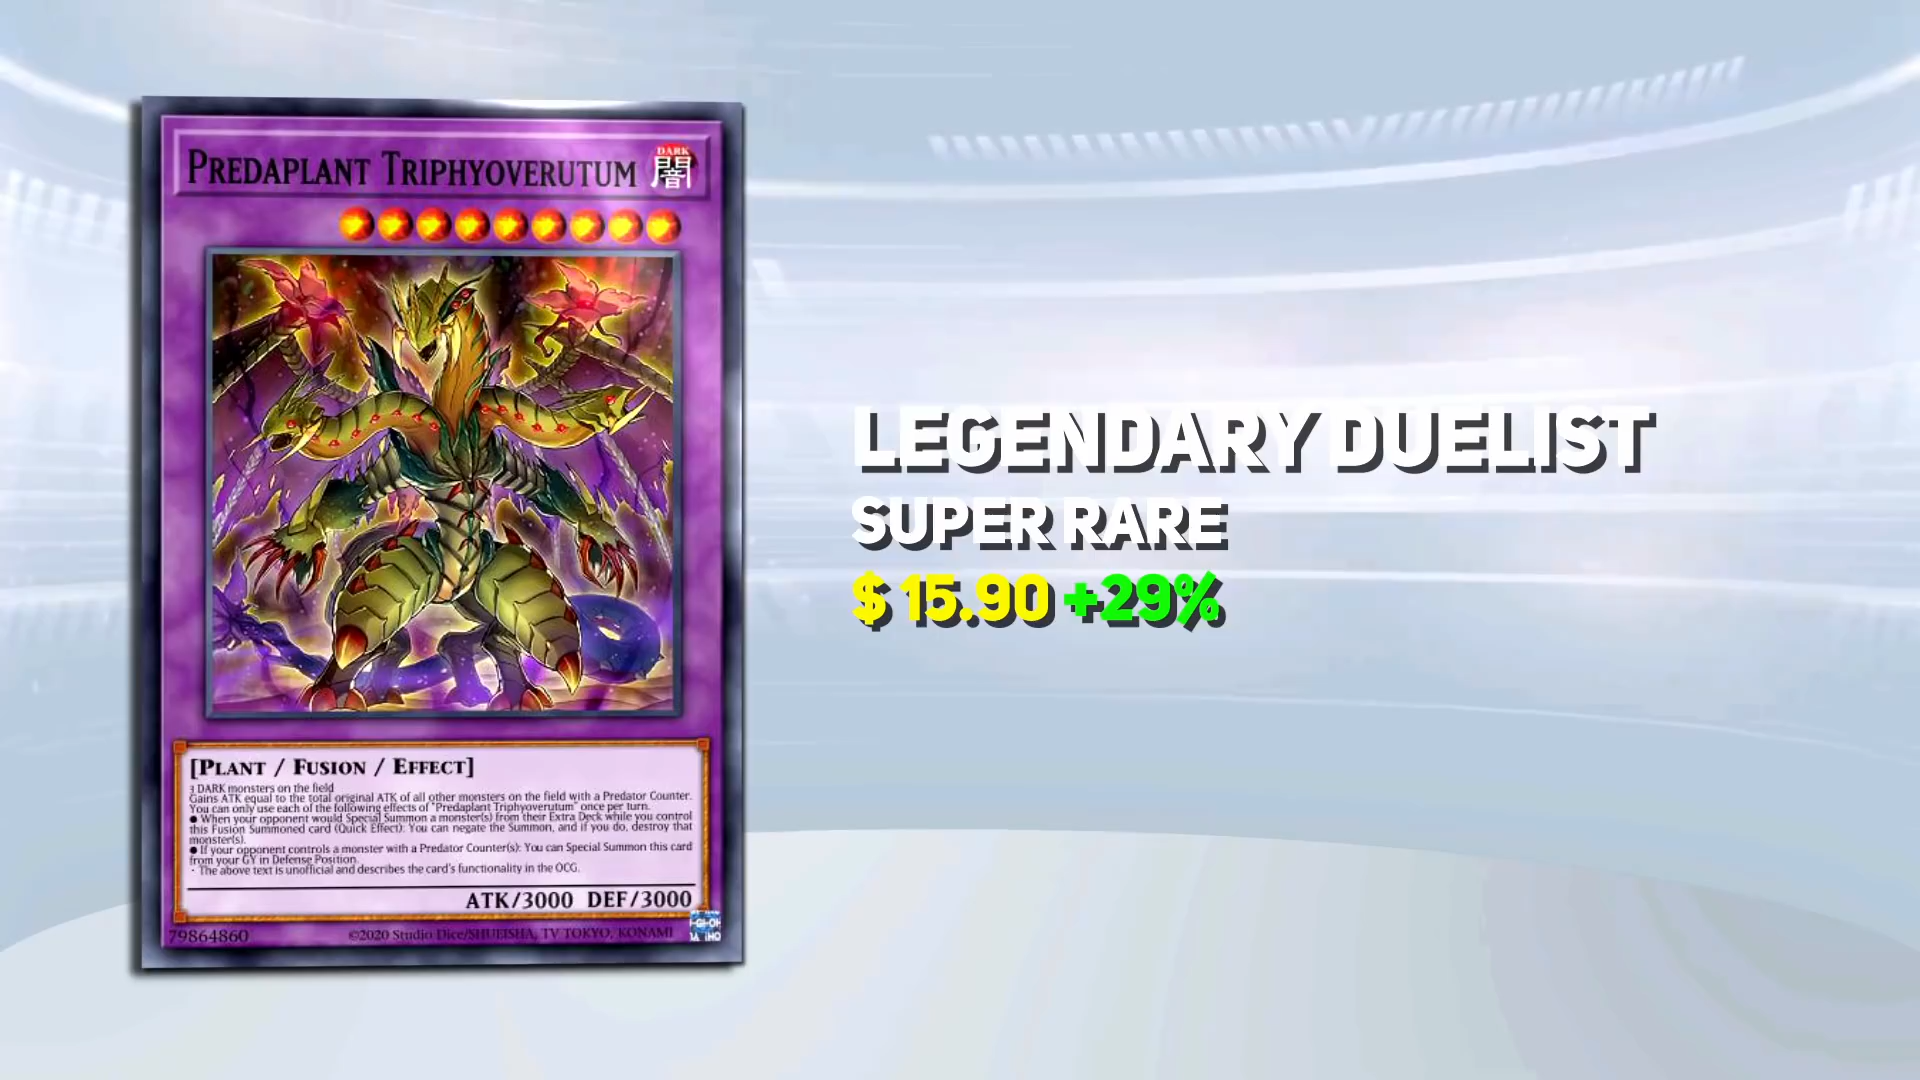 PREDAPLANT TRIPHYOVERUTUM
DARK
闇
[PLANT / FUSION / EFFECT]
3 DARK monsters on the field
Gains ATK equal to the total original ATK of all other monsters on the field with a Predator Counter.
You can only use each of the following effects of "Predaplant Triphyoverutum" once per turn.
● When your opponent would Special Summon a monster(s) from their Extra Deck while you control
this Fusion Summoned card (Quick Effect): You can negate the Summon, and if you do, destroy that
monster(s).
● If your opponent controls a monster with a Predator Counter(s): You can Special Summon this card
from your GY in Defense Position.
· The above text is unofficial and describes the card's functionality in the OCG.
ATK/3000 DEF/3000
79864860
©2020 Studio Dice/SHUEISHA, TV TOKYO, KONAMI
LEGENDARY DUELIST
SUPER RARE
$ 15.90 +29%